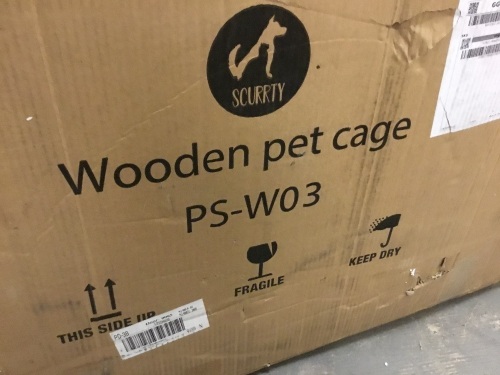 SCURRTY
Wooden pet cage
PS-W03
FRAGILE
KEEP DRY
THIS SIDE UP